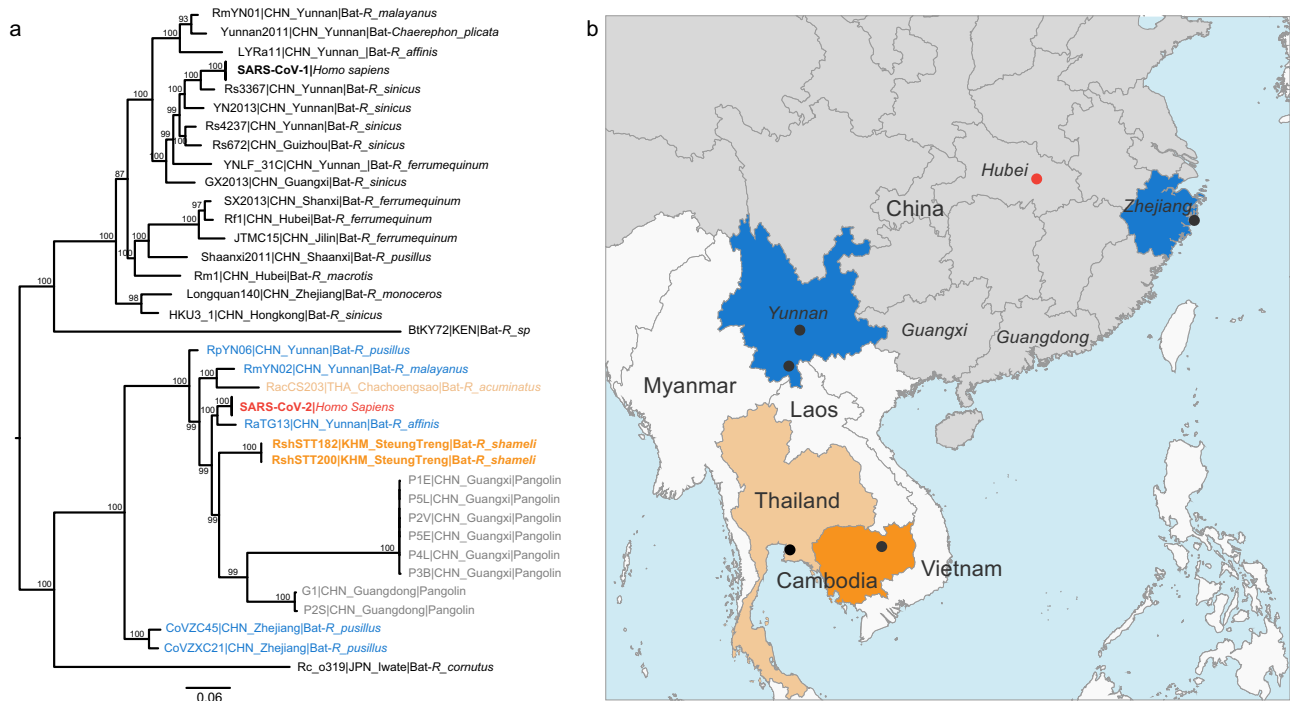 a
93
RmYN01|CHN_Yunnan|Bat-R_malayanus
100
Yunnan2011|CHN_Yunnan|Bat-Chaerephon_plicata
LYRa11|CHN_Yunnan_|Bat-R_affinis
100
SARS-CoV-1|Homo sapiens
100
Rs3367|CHN_Yunnan|Bat-R_sinicus
100
YN2013|CHN_Yunnan|Bat-R_sinicus
99
100
Rs4237|CHN_Yunnan|Bat-R_sinicus
99
100
Rs672|CHN_Guizhou|Bat-R_sinicus
100
YNLF_31C|CHN_Yunnan_|Bat-R_ferrumequinum
87
GX2013|CHN_Guangxi|Bat-R_sinicus
97
SX2013|CHN_Shanxi|Bat-R_ferrumequinum
100
Rf1|CHN_Hubei|Bat-R_ferrumequinum
100
JTMC15|CHN_Jilin|Bat-R_ferrumequinum
100
Shaanxi2011|CHN_Shaanxi|Bat-R_pusillus
100
Rm1|CHN_Hubei|Bat-R_macrotis
98
Longquan140|CHN_Zhejiang|Bat-R_monoceros
HKU3_1|CHN_Hongkong|Bat-R_sinicus
100
BtKY72|KEN|Bat-R_sp
RpYN06|CHN_Yunnan|Bat-R_pusillus
100
RmYN02|CHN_Yunnan|Bat-R_malayanus
100
RacCS203|THA_Chachoengsao|Bat-R_acuminatus
100
SARS-CoV-2|Homo Sapiens
99
100
RaTG13|CHN_Yunnan|Bat-R_affinis
100
RshSTT182|KHM_SteungTreng|Bat-R_shameli
99
RshSTT200|KHM_SteungTreng|Bat-R_shameli
P1E|CHN_Guangxi|Pangolin
P5L|CHN_Guangxi|Pangolin
100
P2V|CHN_Guangxi|Pangolin
99
P5E|CHN_Guangxi|Pangolin
100
P4L|CHN_Guangxi|Pangolin
99
P3B|CHN_Guangxi|Pangolin
100
G1|CHN_Guangdong|Pangolin
P2S|CHN_Guangdong|Pangolin
100
CoVZC45|CHN_Zhejiang|Bat-R_pusillus
CoVZXC21|CHN_Zhejiang|Bat-R_pusillus
Rc_o319|JPN_Iwate|Bat-R_cornutus
0.06
b
Hubei
China
Zhejiang
Yunnan
Guangxi
Guangdong
Myanmar
Laos
Thailand
Vietnam
Cambodia